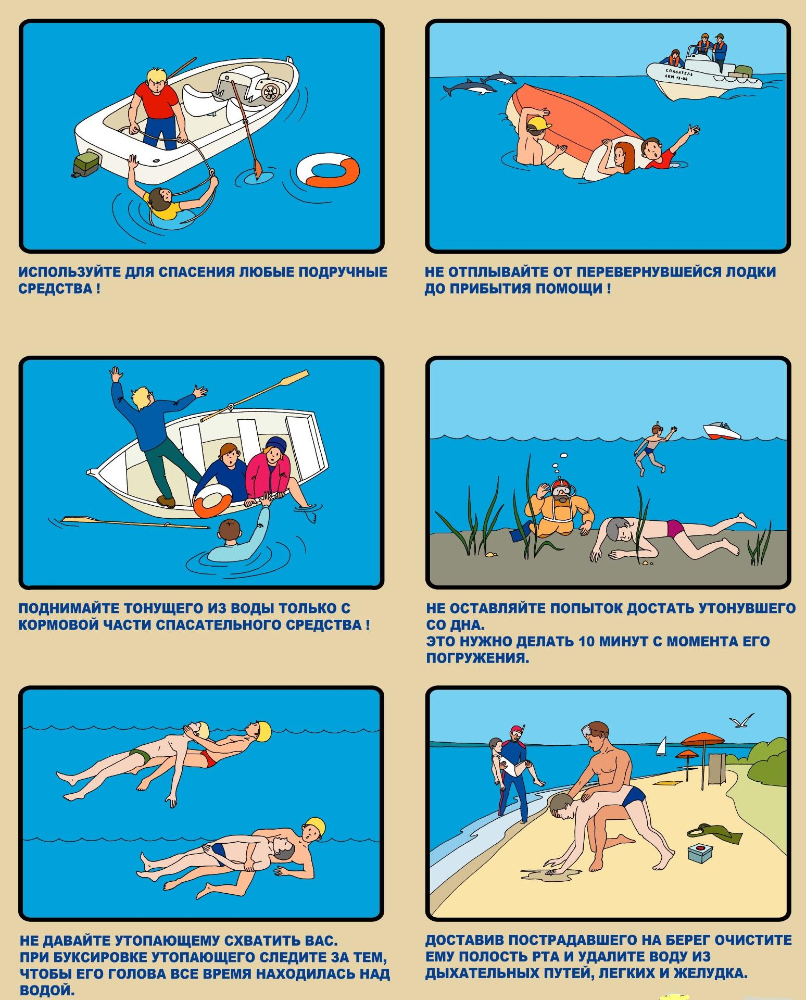 ИСПОЛЬЗУЙТЕ ДЛЯ СПАСЕНИЯ ЛЮБЫЕ ПОДРУЧНЫЕ
СРЕДСТВА !
СПАСАТЕЛЬ
ЛКМ 13-24
НЕ ОТПЛЫВАЙТЕ ОТ ПЕРЕВЕРНУВШЕЙСЯ ЛОДКИ
ДО ПРИБЫТИЯ ПОМОЩИ !
ПОДНИМАЙТЕ ТОНУЩЕГО ИЗ ВОДЫ ТОЛЬКО С
КОРМОВОЙ ЧАСТИ СПАСАТЕЛЬНОГО СРЕДСТВА !
НЕ ОСТАВЛЯЙТЕ ПОПЫТОК ДОСТАТЬ УТОНУВШЕГО
СО ДНА.
ЭТО НУЖНО ДЕЛАТЬ 10 МИНУТ С МОМЕНТА ЕГО
ПОГРУЖЕНИЯ.
НЕ ДАВАЙТЕ УТОПАЮЩЕМУ СХВАТИТЬ ВАС.
ПРИ БУКСИРОВКЕ УТОПАЮЩЕГО СЛЕДИТЕ ЗА ТЕМ,
ЧТОБЫ ЕГО ГОЛОВА ВСЕ ВРЕМЯ НАХОДИЛАСЬ НАД
ВОДОЙ.
ДОСТАВИВ ПОСТРАДАВШЕГО НА БЕРЕГ ОЧИСТИТЕ
ЕМУ ПОЛОСТЬ РТА И УДАЛИТЕ ВОДУ ИЗ
ДЫХАТЕЛЬНЫХ ПУТЕЙ, ЛЕГКИХ И ЖЕЛУДКА.